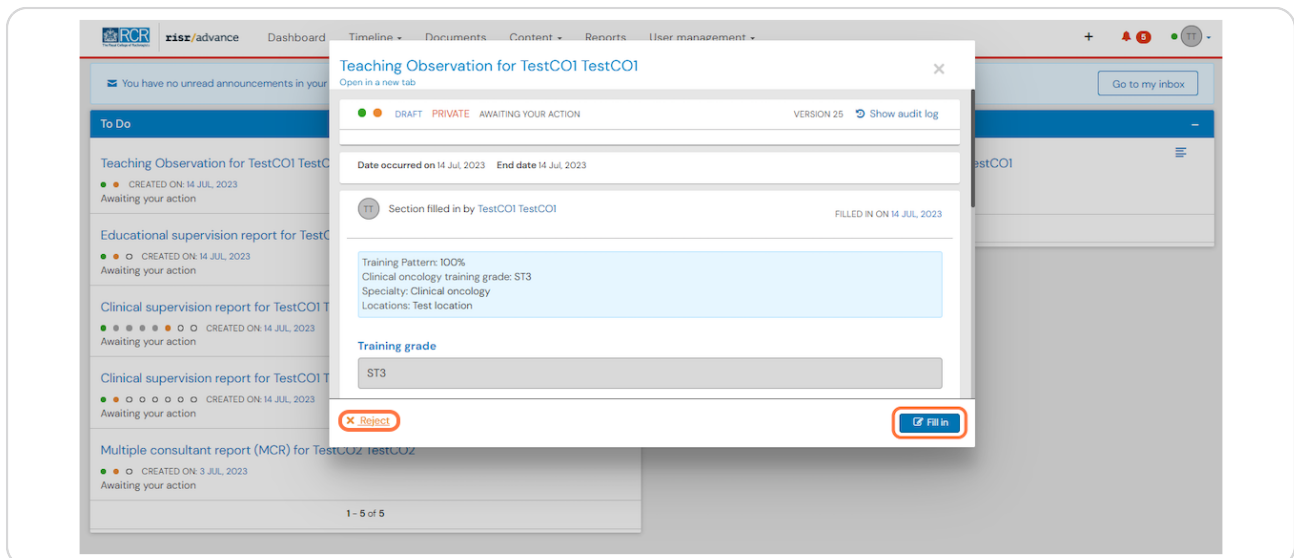 RCR risr/advance Dashboard Timeline Documents Content Reports User management + 5 TT
You have no unread announcements in your
Go to my inbox
To Do
Teaching Observation for TestCO1 TestC
CREATED ON: 14 JUL, 2023
Awaiting your action
Educational supervision report for TestC
CREATED ON: 14 JUL, 2023
Awaiting your action
Clinical supervision report for TestCO1 T
CREATED ON: 14 JUL, 2023
Awaiting your action
Clinical supervision report for TestCO1 T
CREATED ON: 14 JUL, 2023
Awaiting your action
Multiple consultant report (MCR) for TestCO2 TestCO2
CREATED ON: 3 JUL, 2023
Awaiting your action
1 - 5 of 5
Teaching Observation for TestCO1 TestCO1
Open in a new tab
×
DRAFT PRIVATE AWAITING YOUR ACTION VERSION 25 Show audit log
Date occurred on 14 Jul, 2023 End date 14 Jul, 2023
TT Section filled in by TestCO1 TestCO1 FILLED IN ON 14 JUL, 2023
Training Pattern: 100%
Clinical oncology training grade: ST3
Specialty: Clinical oncology
Locations: Test location
Training grade
ST3
Reject
Fill in
stCO1